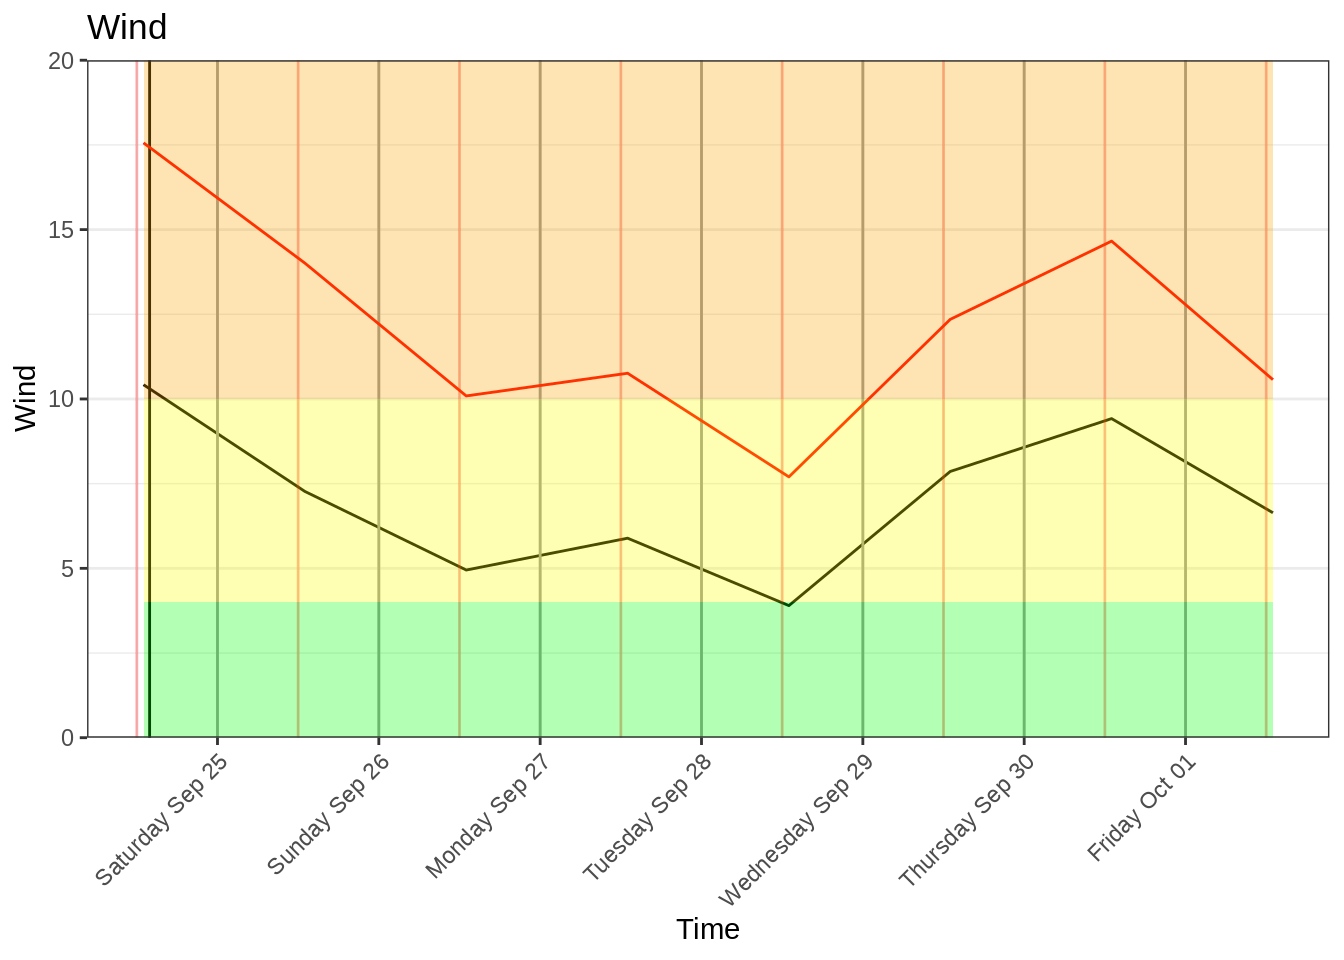 Wind
20
15
10
5
0
Wind
Saturday Sep 25
Sunday Sep 26
Monday Sep 27
Tuesday Sep 28
Wednesday Sep 29
Thursday Sep 30
Friday Oct 01
Time